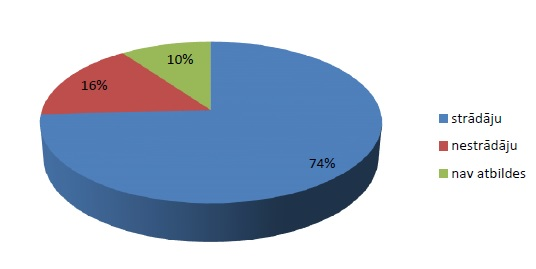 10%
16%
74%
strādāju
nestrādāju
nav atbildes